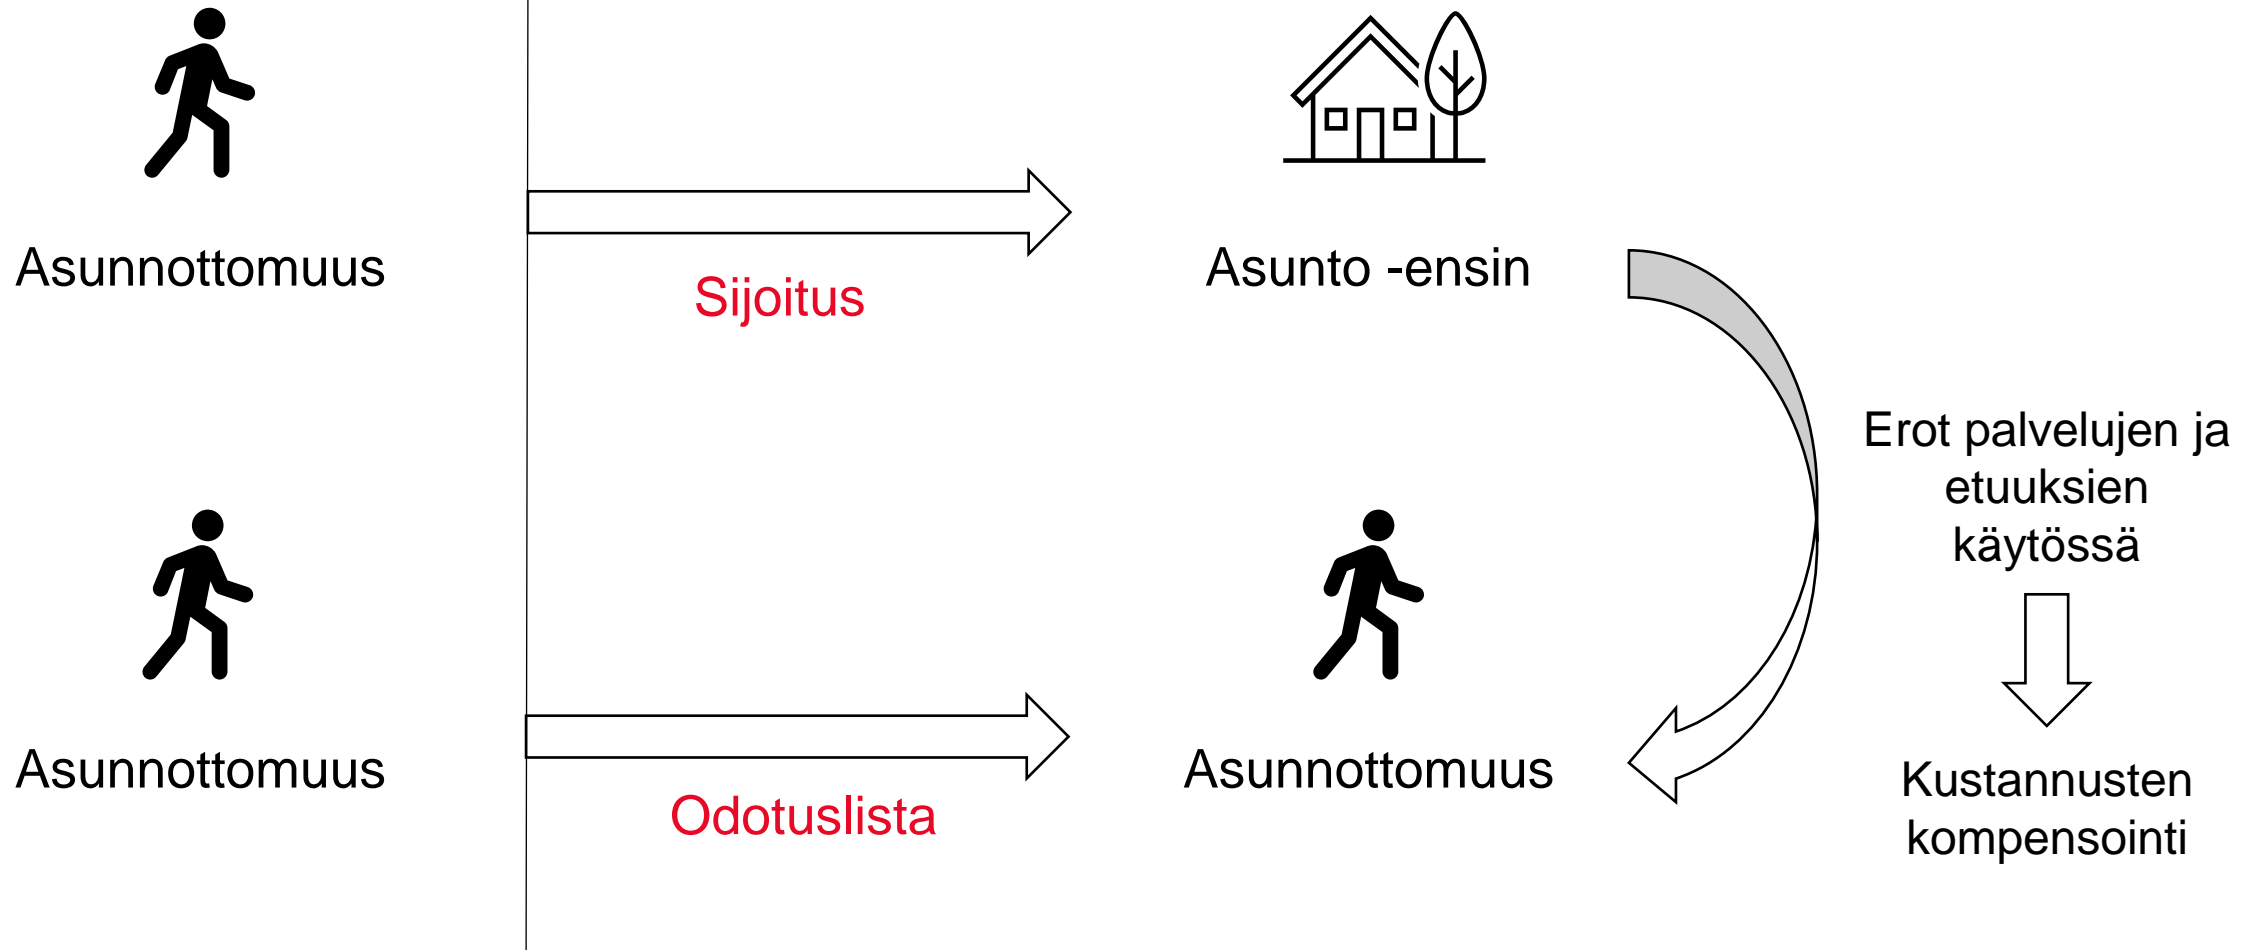 Asunnottomuus
Sijoitus
Asunto -ensin
Erot palvelujen ja
etuuksien
käytössä
Asunnottomuus
Odotuslista
Asunnottomuus
Kustannusten
kompensointi